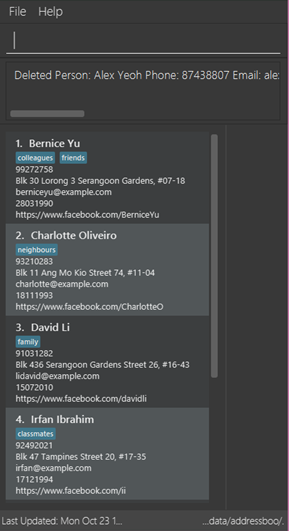 File Help
Deleted Person: Alex Yeoh Phone: 87438807 Email: ale
1. Bernice Yu
colleagues friends
99272758
Blk 30 Lorong 3 Serangoon Gardens, #07-18
berniceyu@example.com
28031990
https://www.facebook.com/BerniceYu
2. Charlotte Oliveiro
neighbours
93210283
Blk 11 Ang Mo Kio Street 74, #11-04
charlotte@example.com
18111993
https://www.facebook.com/CharlotteO
3. David Li
family
91031282
Blk 436 Serangoon Gardens Street 26, #16-43
lidavid@example.com
15072010
https://www.facebook.com/davidli
4. Irfan Ibrahim
classmates
92492021
Blk 47 Tampines Street 20, #17-35
irfan@example.com
17121994
https://www.facebook.com/ii
Last Updated: Mon Oct 23 1... ...data/addressboo/.